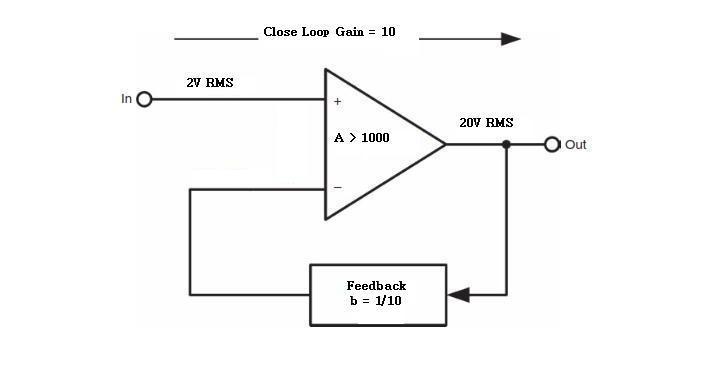 Close Loop Gain = 10
2V RMS
In
+
A > 1000
20V RMS
Out
−
Feedback
b = 1/10